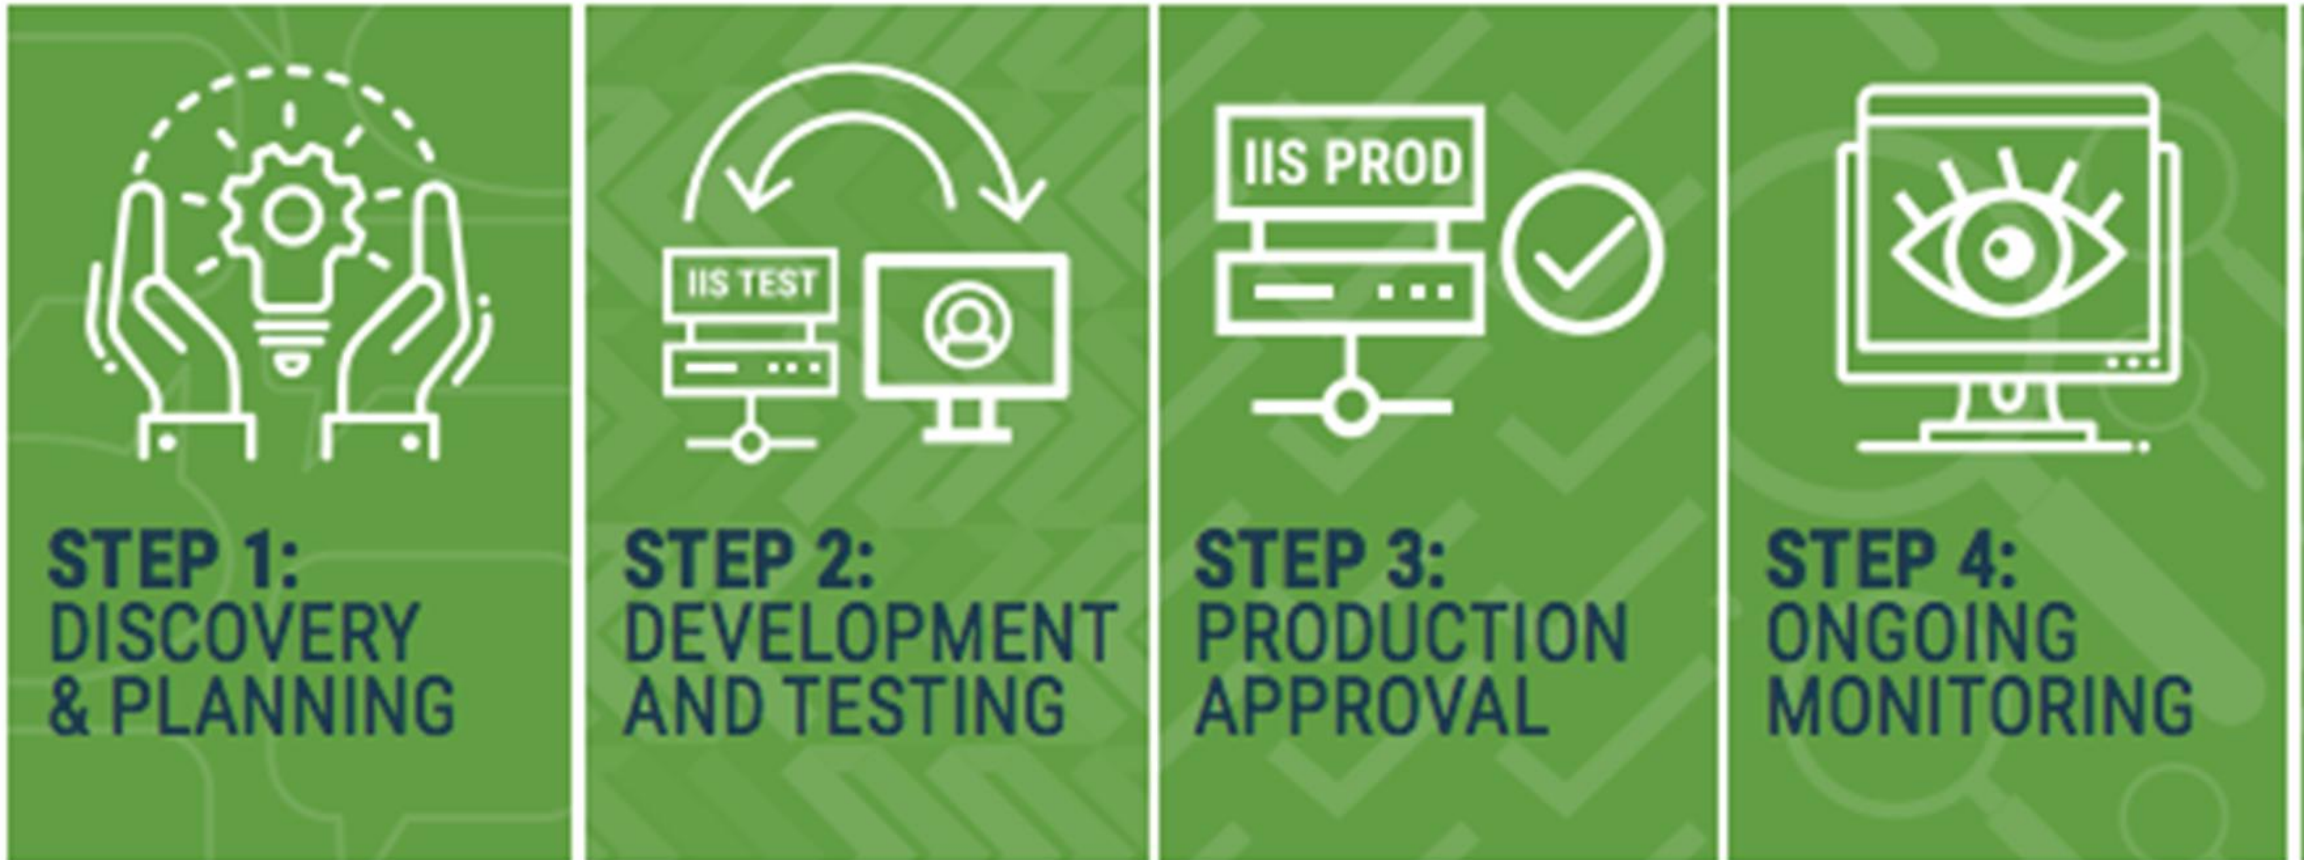 IIS TEST
IIS PROD
STEP 1:
DISCOVERY
& PLANNING
STEP 2:
DEVELOPMENT
AND TESTING
STEP 3:
PRODUCTION
APPROVAL
STEP 4:
ONGOING
MONITORING